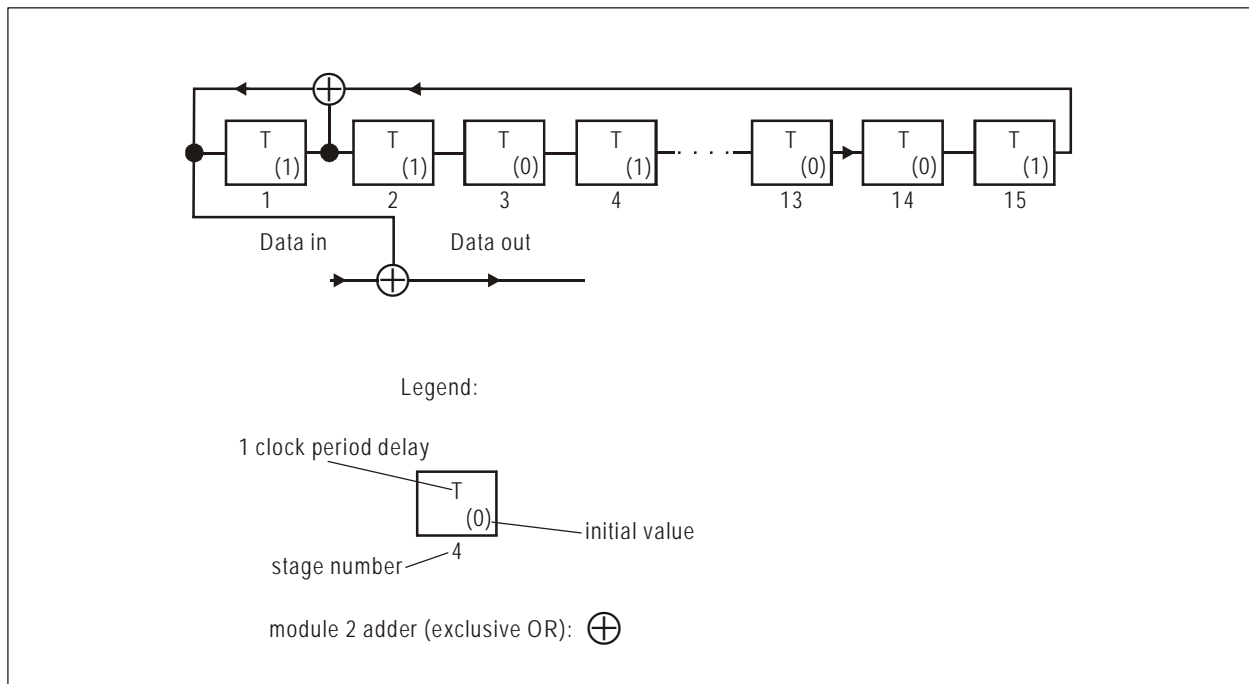 T T T T T T T
(1) (1) (0) (1) (0) (0) (1)
1 2 3 4 13 14 15
Data in Data out
Legend:
1 clock period delay
T
(0)
initial value
4
stage number
module 2 adder (exclusive OR):